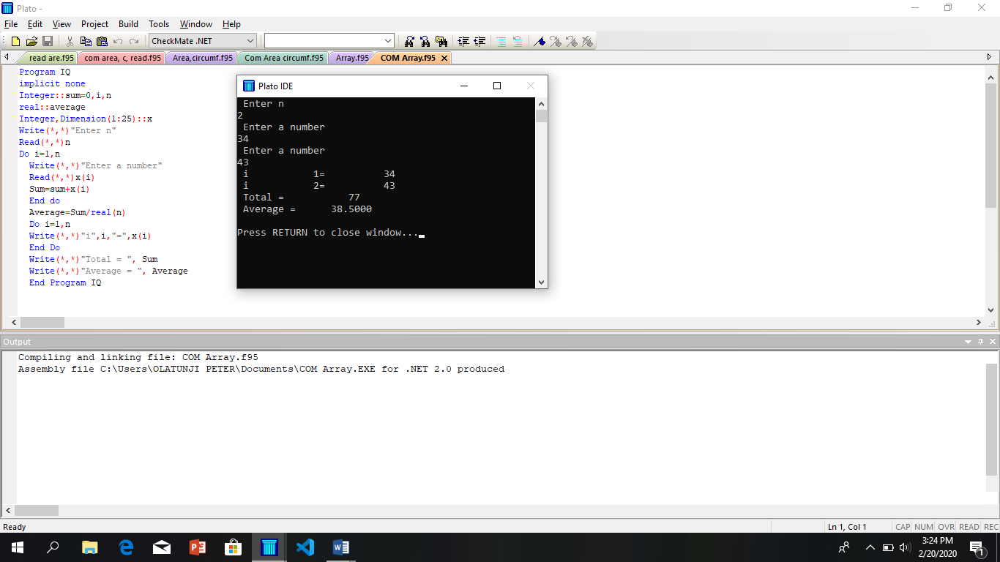 Plato -
File Edit View Project Build Tools Window Help
CheckMate .NET
read are.f95 com area, c, read.f95 Area,circumf.f95 Com Area circumf.f95 Array.f95 COM Array.f95
Program IQ
implicit none
Integer::sum=0,i,n
real::average
Integer,Dimension(1:25)::x
Write(*,*)"Enter n"
Read(*,*)n
Do i=1,n
Write(*,*)"Enter a number"
Read(*,*)x(i)
Sum=sum+x(i)
End do
Average=Sum/real(n)
Do i=1,n
Write(*,*)"i",i,"=",x(i)
End Do
Write(*,*)"Total = ", Sum
Write(*,*)"Average = ", Average
End Program IQ
Plato IDE
Enter n
2
Enter a number
34
Enter a number
43
i 1= 34
i 2= 43
Total = 77
Average = 38.5000
Press RETURN to close window...
Output
Compiling and linking file: COM Array.f95
Assembly file C:\Users\OLATUNJI PETER\Documents\COM Array.EXE for .NET 2.0 produced
Ready Ln 1, Col 1 CAP NUM OVR READ REC
3:24 PM
2/20/2020
1